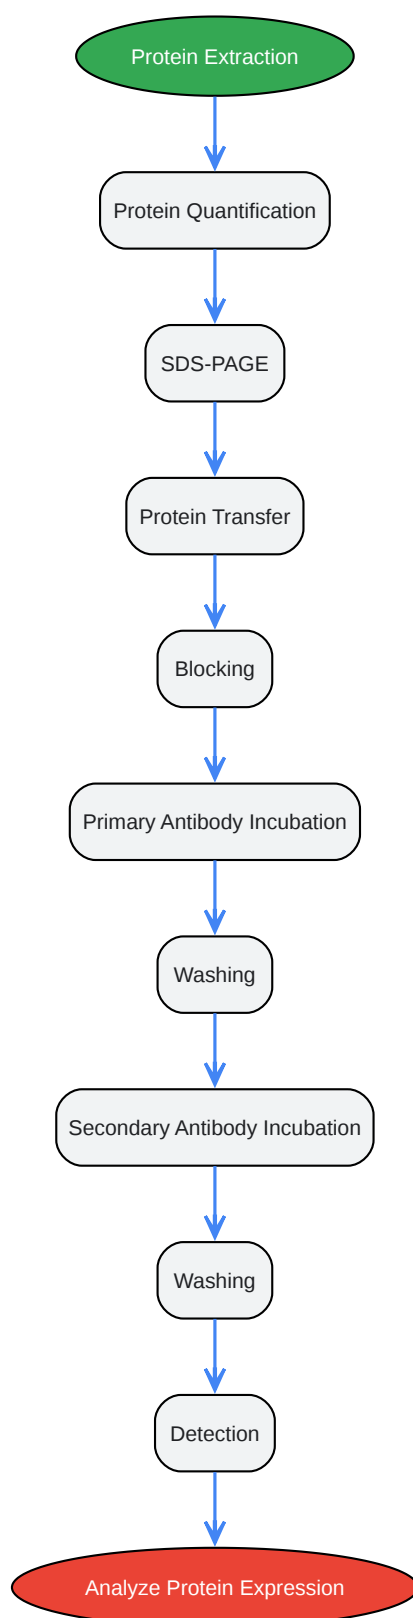 Protein Extraction
Protein Quantification
SDS-PAGE
Protein Transfer
Blocking
Primary Antibody Incubation
Washing
Secondary Antibody Incubation
Washing
Detection
Analyze Protein Expression